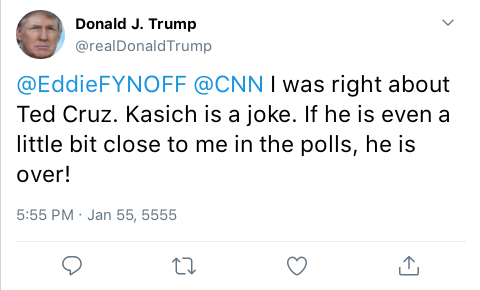 Donald J. Trump
@realDonaldTrump
@EddieFYNOFF @CNN I was right about
Ted Cruz. Kasich is a joke. If he is even a
little bit close to me in the polls, he is
over!
5:55 PM · Jan 55, 5555